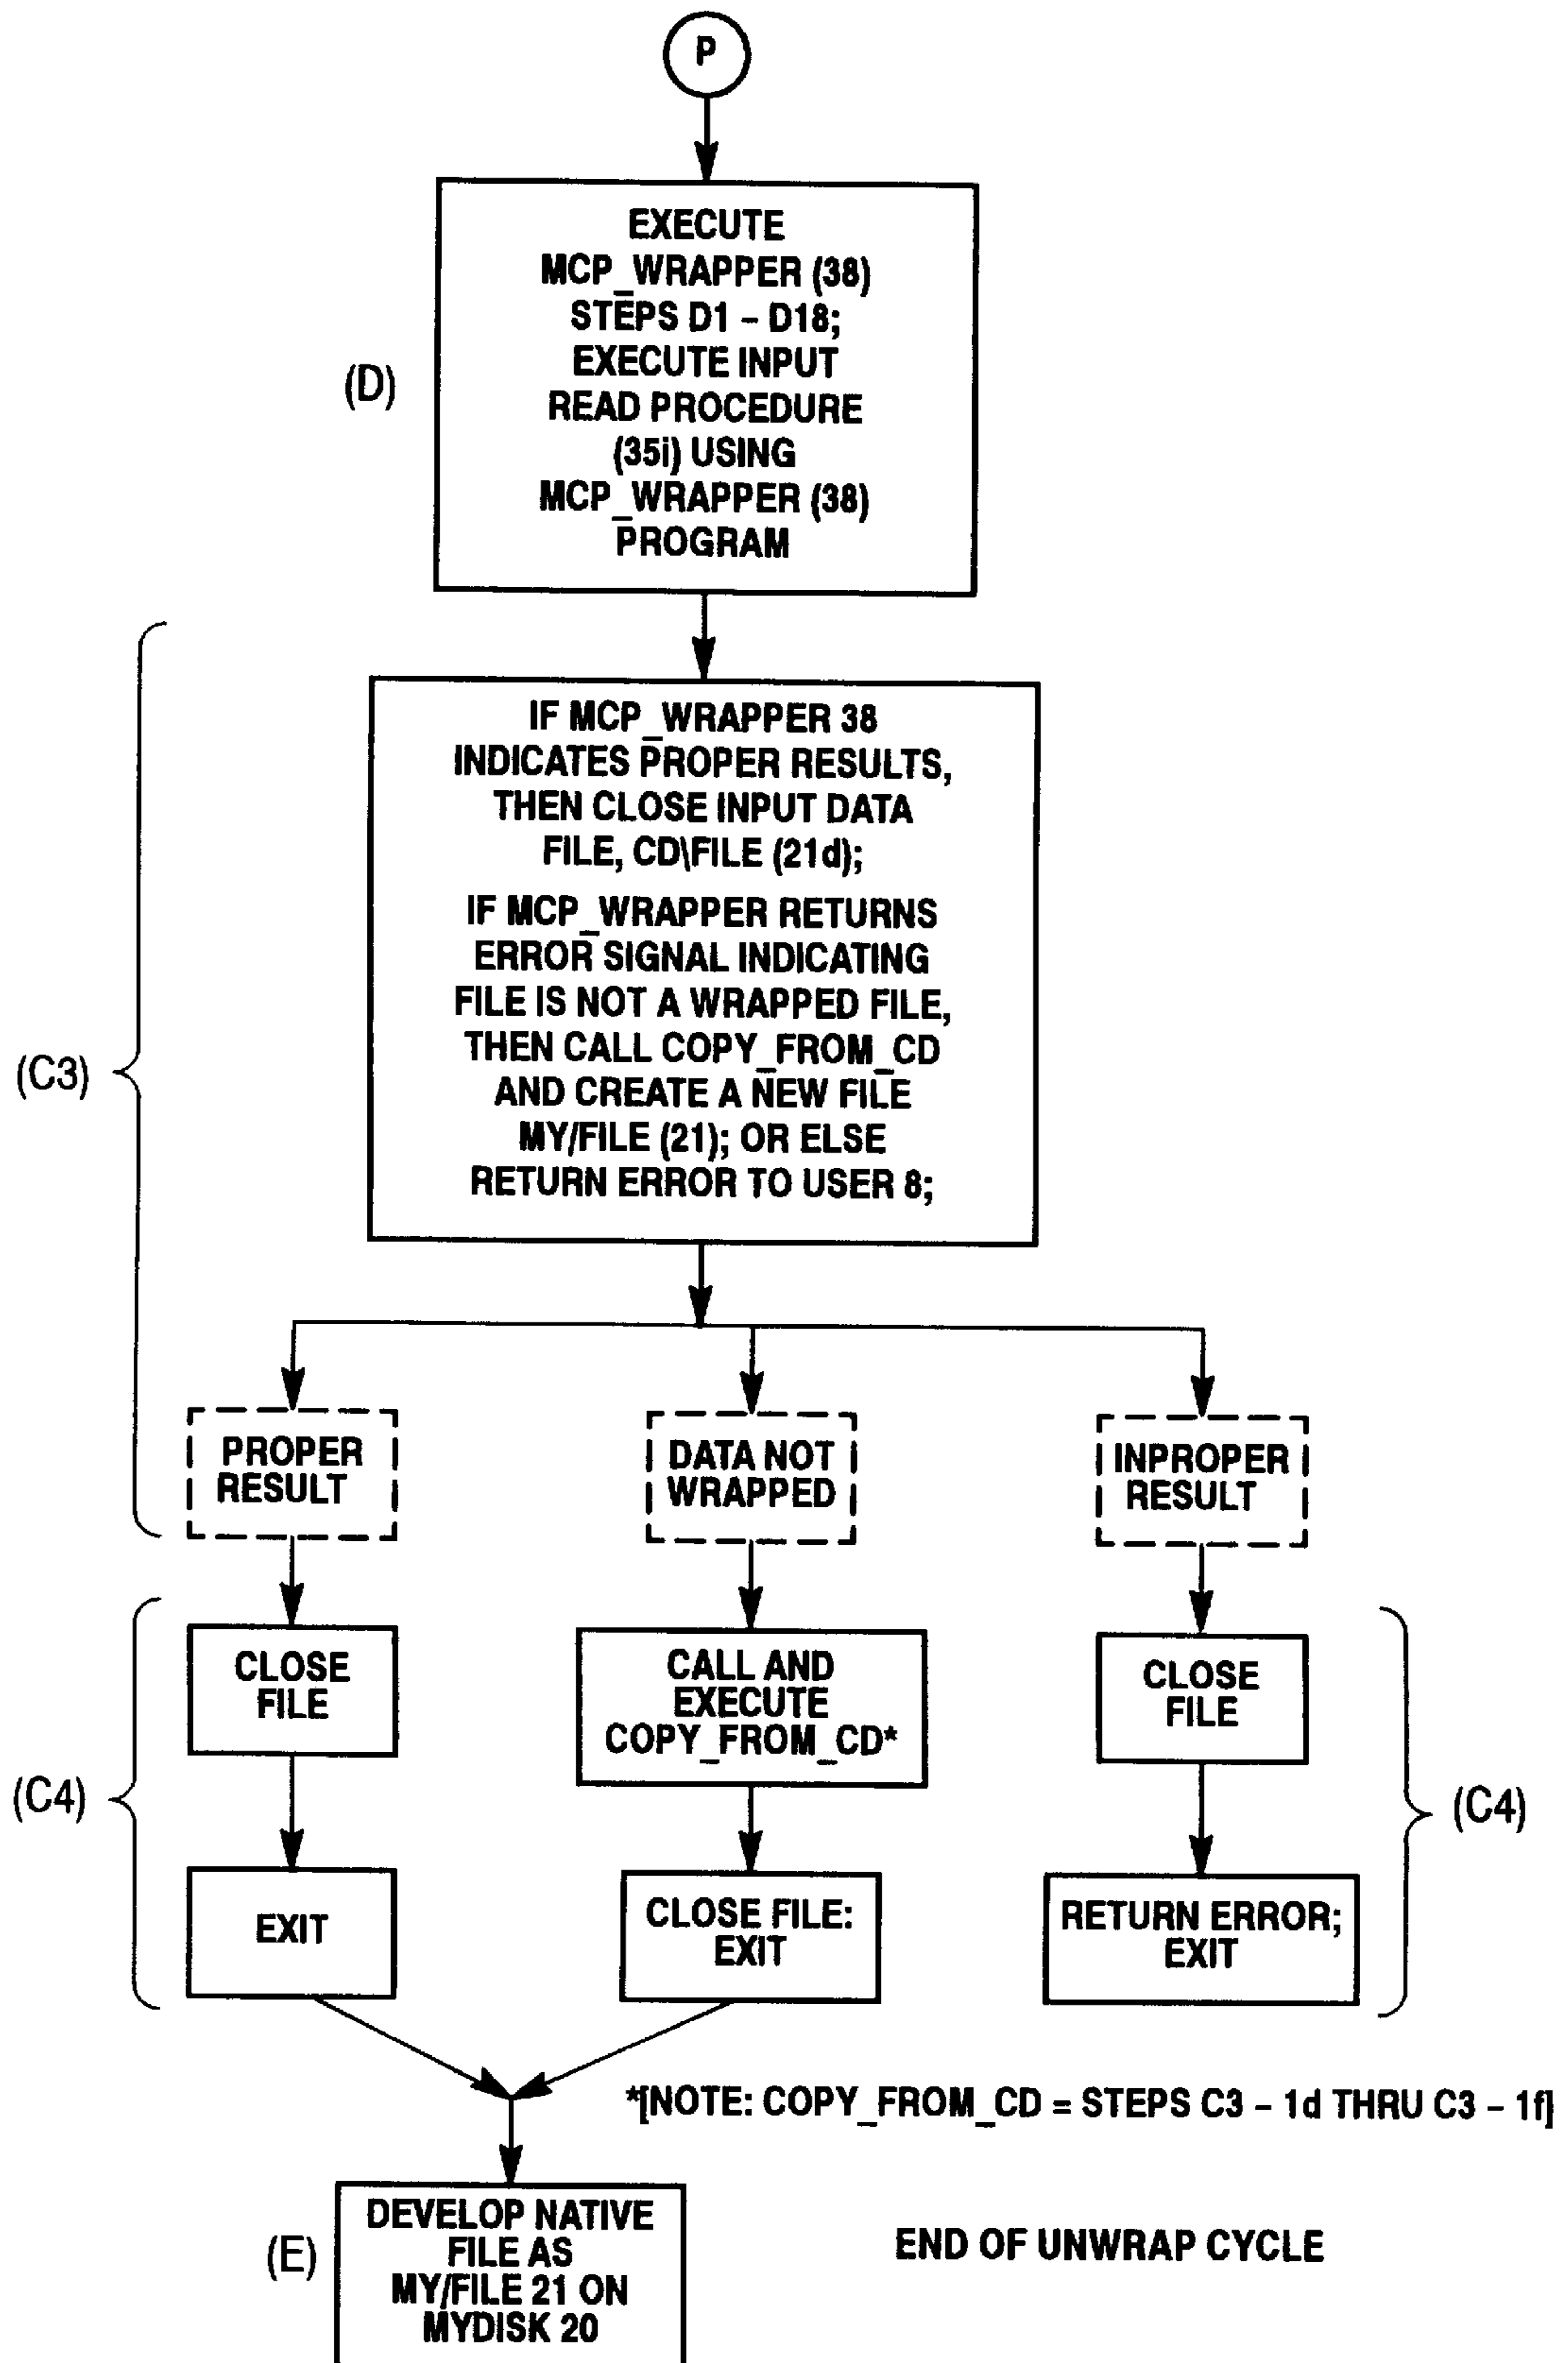 P
EXECUTE
MCP_WRAPPER (38)
STEPS D1 – D18;
EXECUTE INPUT
READ PROCEDURE
(35i) USING
MCP_WRAPPER (38)
PROGRAM
(D)
IF MCP_WRAPPER 38
INDICATES PROPER RESULTS,
THEN CLOSE INPUT DATA
FILE, CD\FILE (21d);
IF MCP_WRAPPER RETURNS
ERROR SIGNAL INDICATING
FILE IS NOT A WRAPPED FILE,
THEN CALL COPY_FROM_CD
AND CREATE A NEW FILE
MY/FILE (21); OR ELSE
RETURN ERROR TO USER 8;
(C3)
PROPER
RESULT
DATA NOT
WRAPPED
INPROPER
RESULT
CLOSE
FILE
CALL AND
EXECUTE
COPY_FROM_CD*
CLOSE
FILE
(C4)
(C4)
EXIT
CLOSE FILE:
EXIT
RETURN ERROR;
EXIT
*[NOTE: COPY_FROM_CD = STEPS C3 – 1d THRU C3 – 1f]
(E)
DEVELOP NATIVE
FILE AS
MY/FILE 21 ON
MYDISK 20
END OF UNWRAP CYCLE